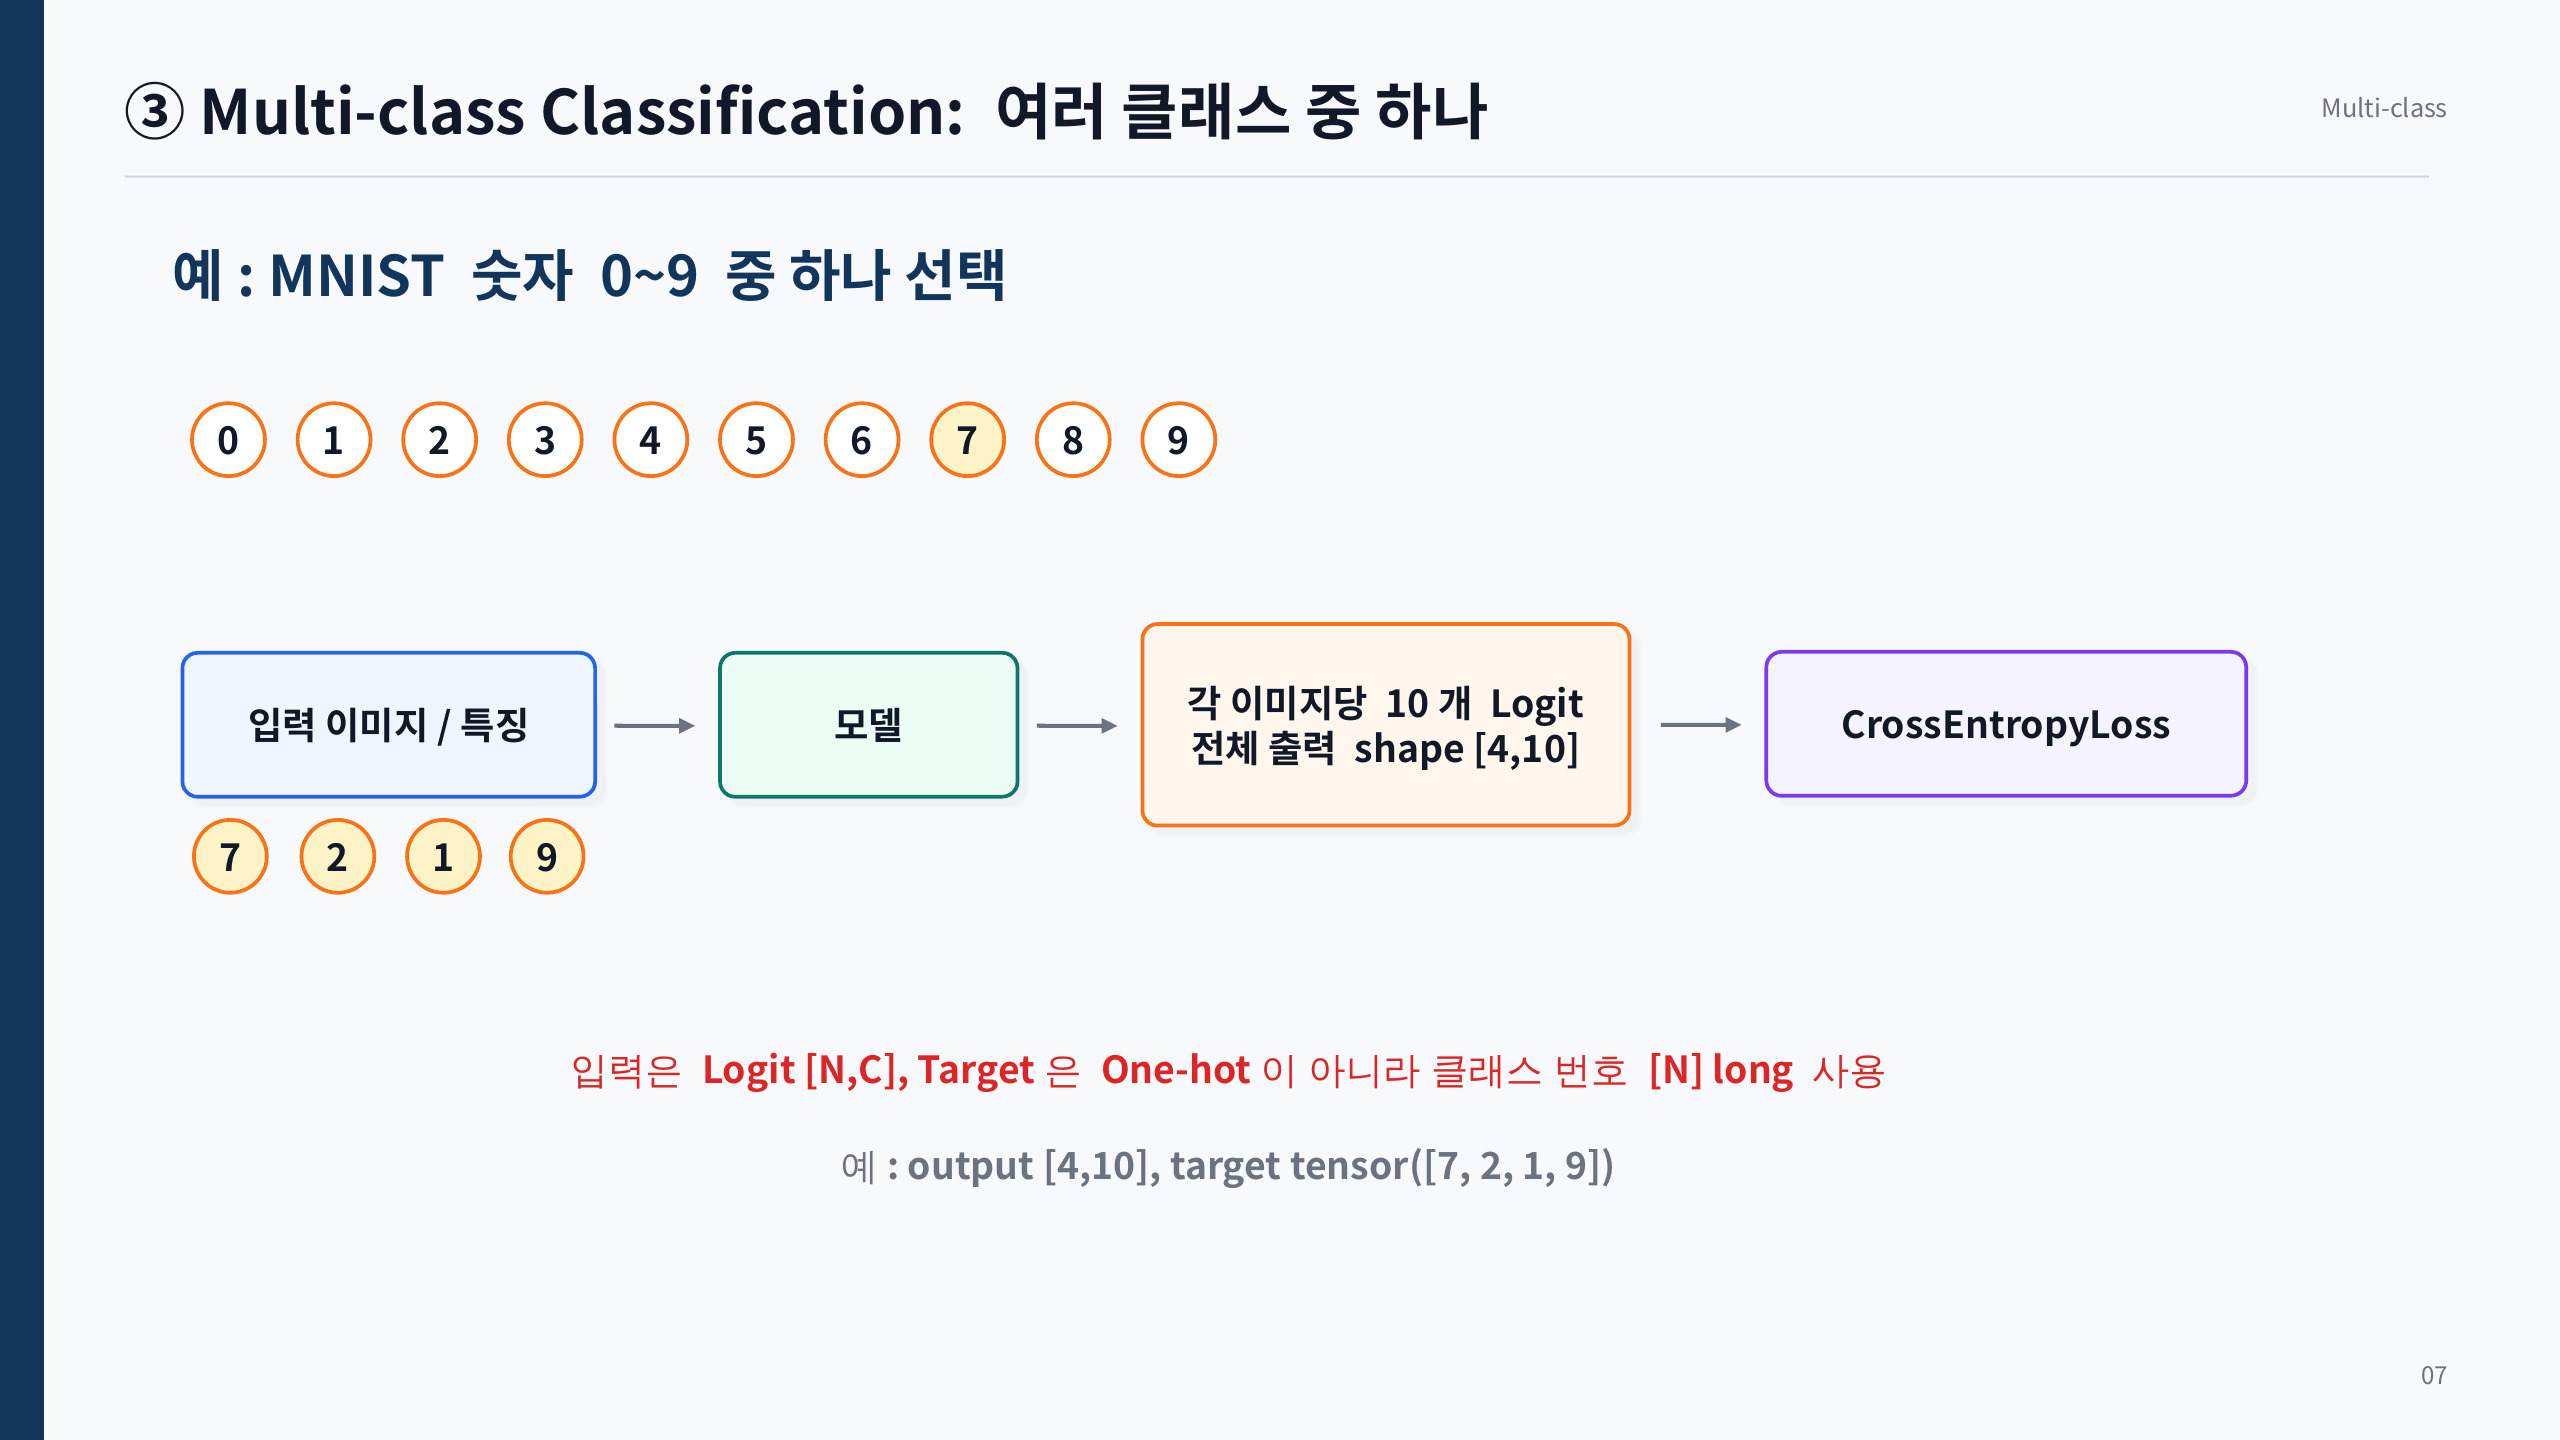 ③ Multi-class Classification: 여러 클래스 중 하나
Multi-class
예 : MNIST 숫자 0~9 중 하나 선택
0 1 2 3 4 5 6 7 8 9
입력 이미지 / 특징
모델
각 이미지당 10 개 Logit
전체 출력 shape [4,10]
CrossEntropyLoss
7 2 1 9
입력은 Logit [N,C], Target 은 One-hot 이 아니라 클래스 번호 [N] long 사용
예 : output [4,10], target tensor([7, 2, 1, 9])
07